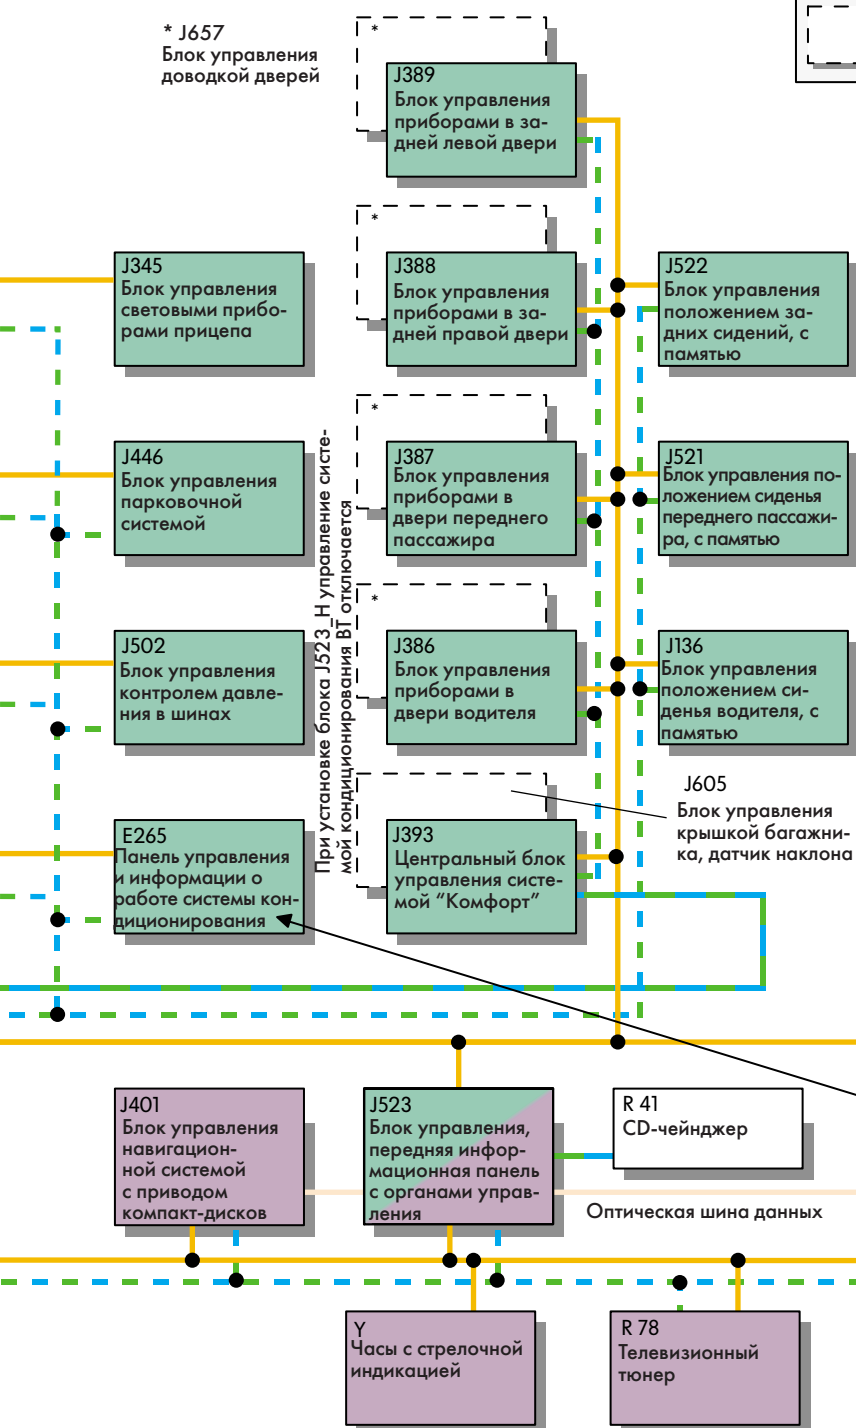 * J657
Блок управления
доводкой дверей
*
J389
Блок управления
приборами в за-
дней левой двери
J345
Блок управления
световыми прибо-
рами прицепа
*
J388
Блок управления
приборами в за-
дней правой двери
J522
Блок управления
положением за-
дних сидений, с
памятью
J446
Блок управления
парковочной
системой
*
J387
Блок управления
приборами в
двери переднего
пассажира
J521
Блок управления по-
ложением сиденья
переднего пассажи-
ра, с памятью
При установке блока J523_Н управление систе-
мой кондиционирования ВТ отключается
J502
Блок управления
контролем давле-
ния в шинах
*
J386
Блок управления
приборами в
двери водителя
J136
Блок управления
положением си-
денья водителя, с
памятью
E265
Панель управления
и информации о
работе системы кон-
диционирования
J393
Центральный блок
управления систе-
мой “Комфорт”
J605
Блок управления
крышкой багажни-
ка, датчик наклона
J401
Блок управления
навигацион-
ной системой
с приводом
компакт-дисков
J523
Блок управления,
передняя инфор-
мационная панель
с органами управ-
ления
R 41
CD-чейнджер
Оптическая шина данных
Y
Часы с стрелочной
индикацией
R 78
Телевизионный
тюнер